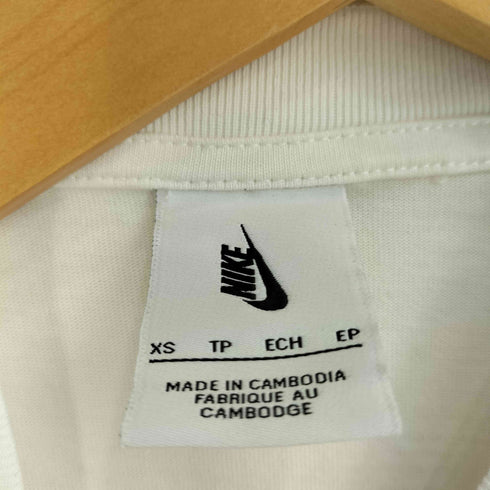 NIKE
XS TP ECH EP
MADE IN CAMBODIA
FABRIQUE AU
CAMBODGE